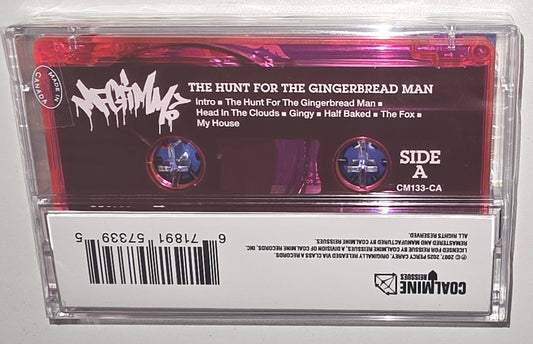 MADE IN
CANADA
MF GRIMM
THE HUNT FOR THE GINGERBREAD MAN
Intro ■ The Hunt For The Gingerbread Man ■
Head In The Clouds ■ Gingy ■ Half Baked ■ The Fox ■
My House
SIDE
A
CM133-CA
℗© 2007, 2025 PERCY CAREY. ORIGINALLY RELEASED VIA CLASS A RECORDS.
LICENSED FOR REISSUE BY COALMINE REISSUES, A DIVISION OF COALMINE RECORDS, INC.
REMASTERED AND MANUFACTURED BY COALMINE REISSUES.
ALL RIGHTS RESERVED
6 71891 57339 5
COALMINE
REISSUES